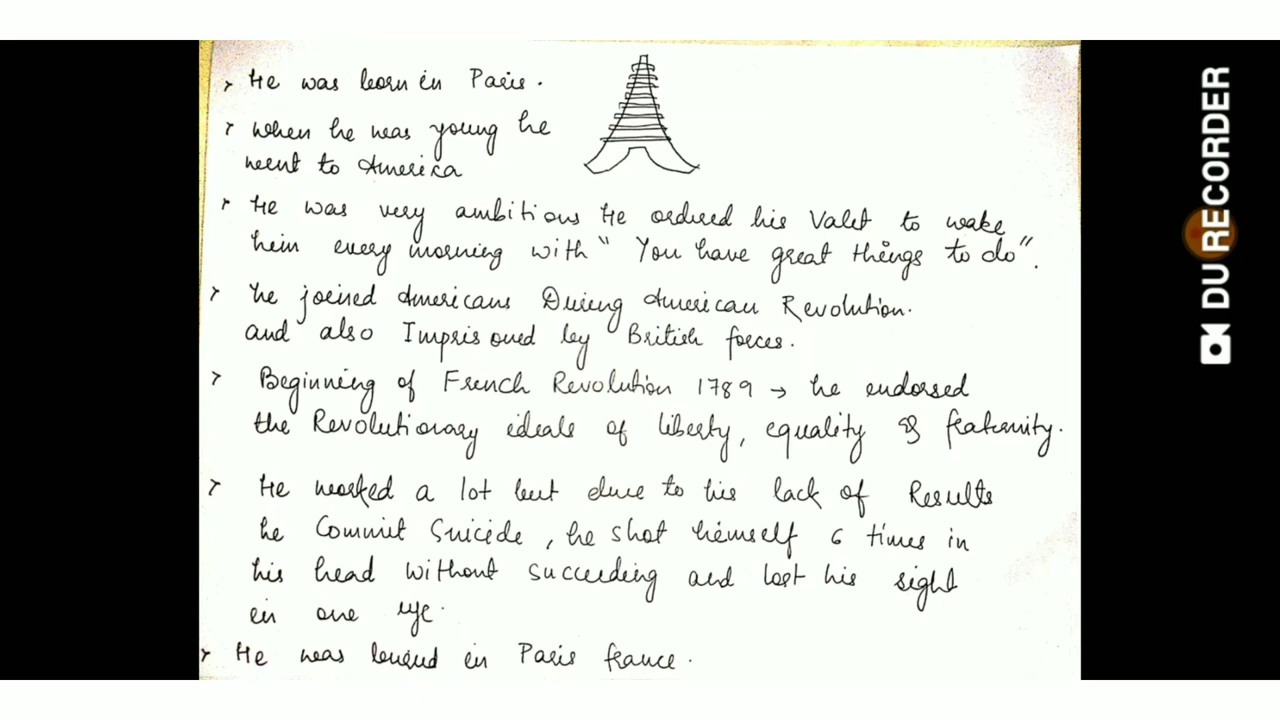 He was born in Paris.
When he was young he
went to America
He was very ambitious He ordered his Valet to wake
him every morning with " You have great things to do".
he joined Americans During American Revolution.
and also Imprisoned by British forces.
Beginning of French Revolution 1789 → he endorsed
the Revolutionary ideals of liberty, equality & fraternity.
He worked a lot but due to his lack of Results
he Commit Suicide, he shot himself 6 times in
his head without succeeding and lost his sight
in one eye.
He was buried in Paris france.
DU RECORDER